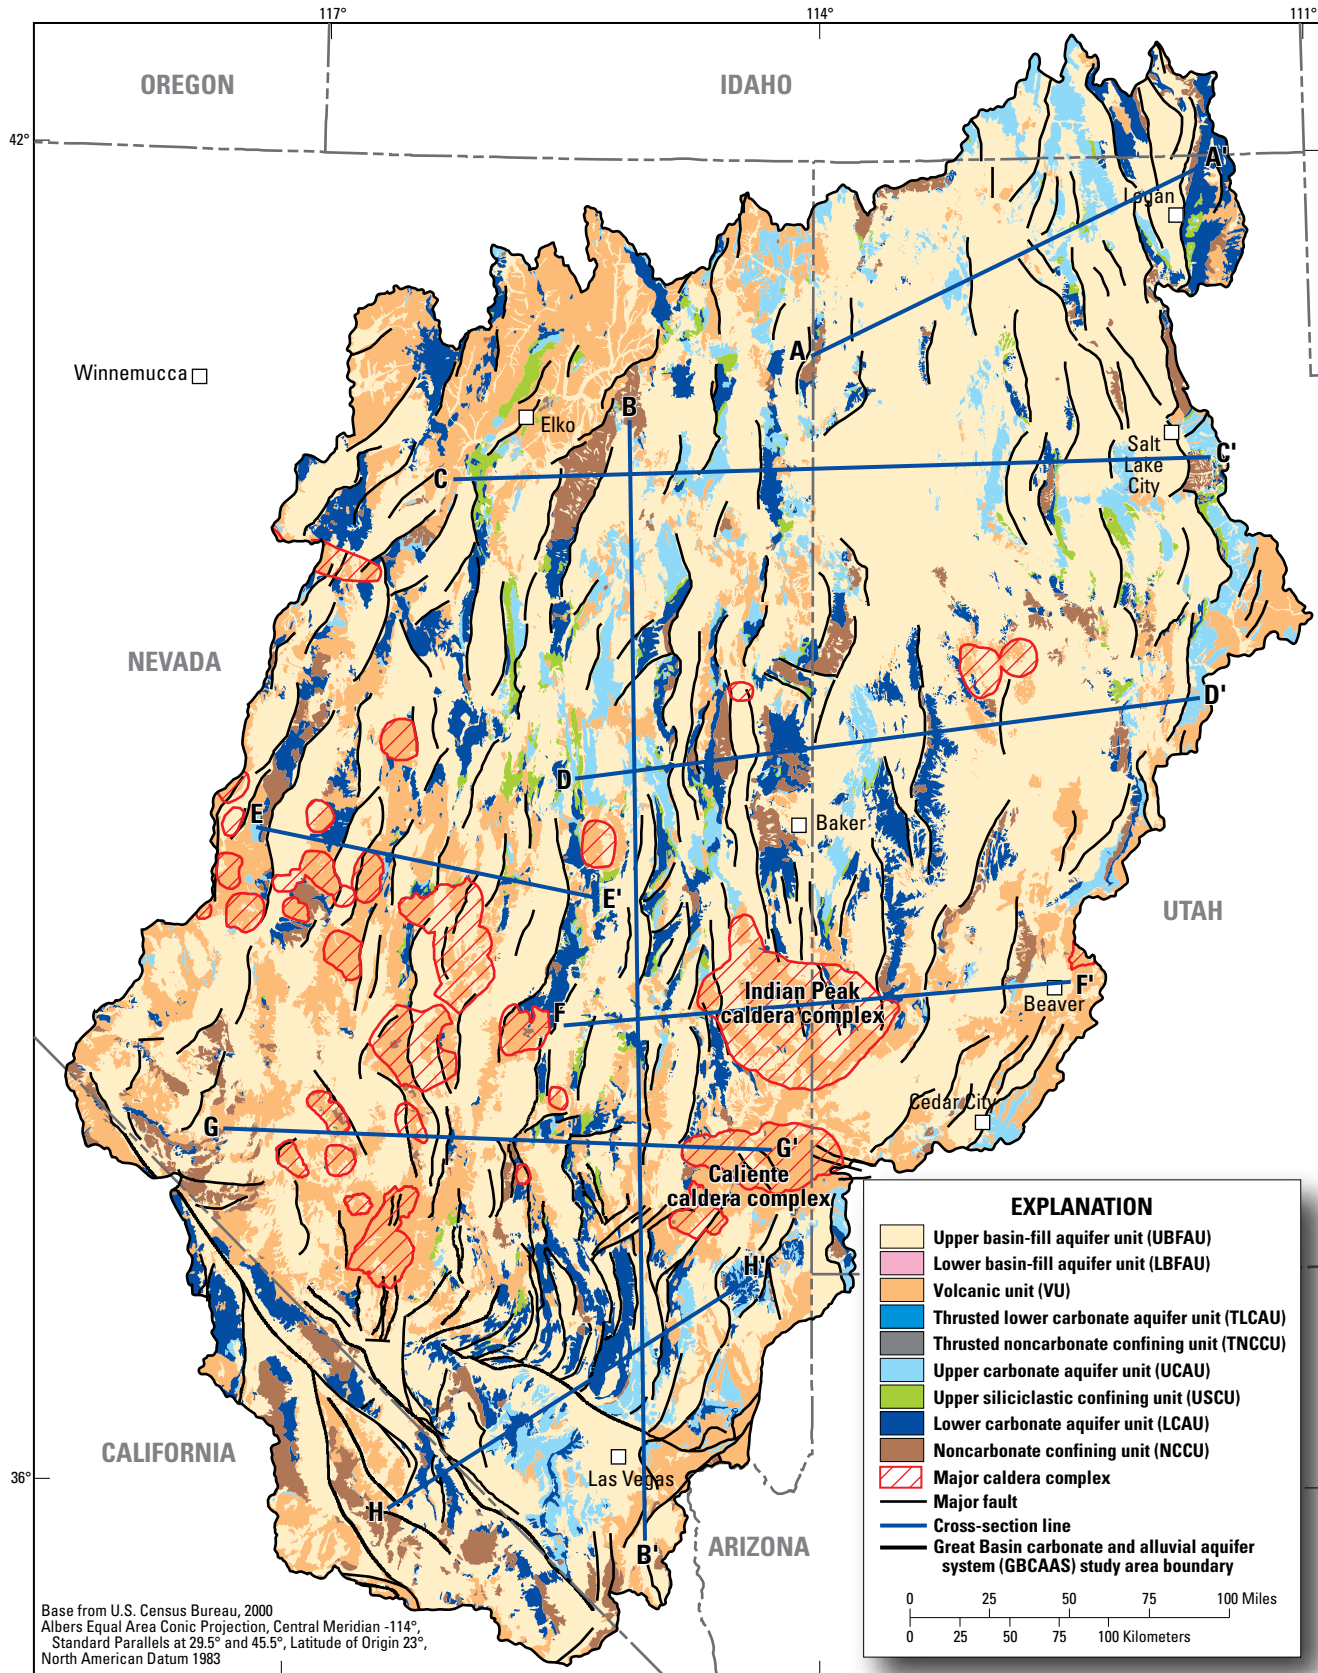 117°
114°
111°
OREGON
IDAHO
42°
A'
Logan
A
Winnemucca
B
Elko
Salt
Lake
City
C'
C
NEVADA
D'
D
E
Baker
E'
UTAH
Indian Peak
caldera complex
F'
F
Beaver
Cedar City
G
G'
Caliente
caldera complex
H'
EXPLANATION
Upper basin-fill aquifer unit (UBFAU)
Lower basin-fill aquifer unit (LBFAU)
Volcanic unit (VU)
Thrusted lower carbonate aquifer unit (TLCAU)
Thrusted noncarbonate confining unit (TNCCU)
Upper carbonate aquifer unit (UCAU)
Upper siliciclastic confining unit (USCU)
Lower carbonate aquifer unit (LCAU)
Noncarbonate confining unit (NCCU)
Major caldera complex
Major fault
Cross-section line
Great Basin carbonate and alluvial aquifer
system (GBCAAS) study area boundary
0 25 50 75 100 Miles
0 25 50 75 100 Kilometers
CALIFORNIA
36°
Las Vegas
H
ARIZONA
B'
Base from U.S. Census Bureau, 2000
Albers Equal Area Conic Projection, Central Meridian -114°,
Standard Parallels at 29.5° and 45.5°, Latitude of Origin 23°,
North American Datum 1983